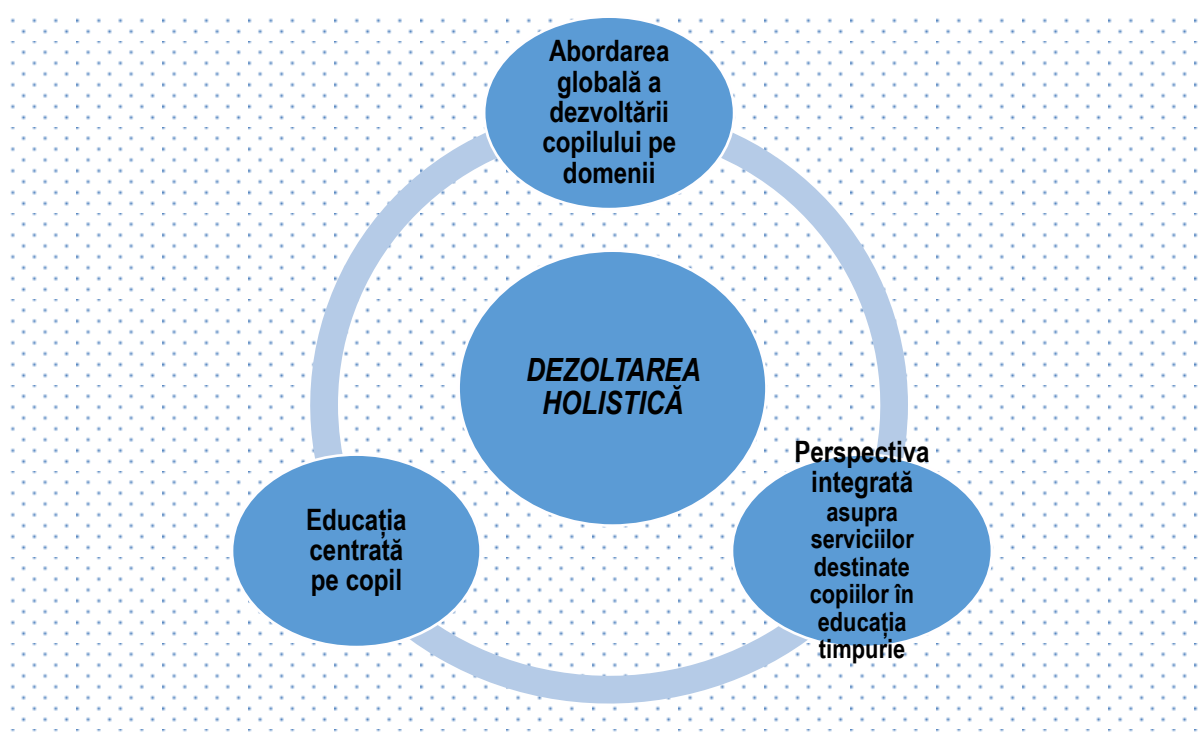 Abordarea
globală a
dezvoltării
copilului pe
domenii
DEZOLTAREA
HOLISTICĂ
Educația
centrată
pe copil
Perspectiva
integrată
asupra
serviciilor
destinate
copiilor în
educația
timpurie